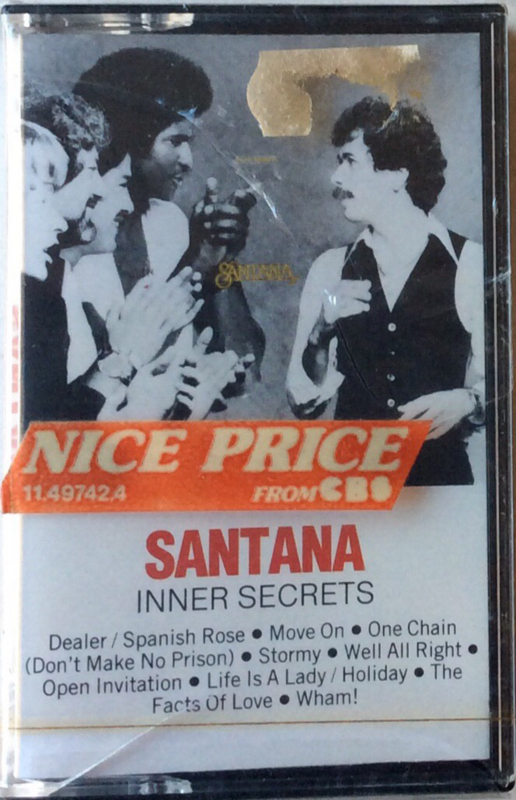 SANTANA
NICE PRICE
11.49742.4
FROM CBS
SANTANA
INNER SECRETS
Dealer / Spanish Rose • Move On • One Chain
(Don't Make No Prison) • Stormy • Well All Right •
Open Invitation • Life Is A Lady / Holiday • The
Facts Of Love • Wham!